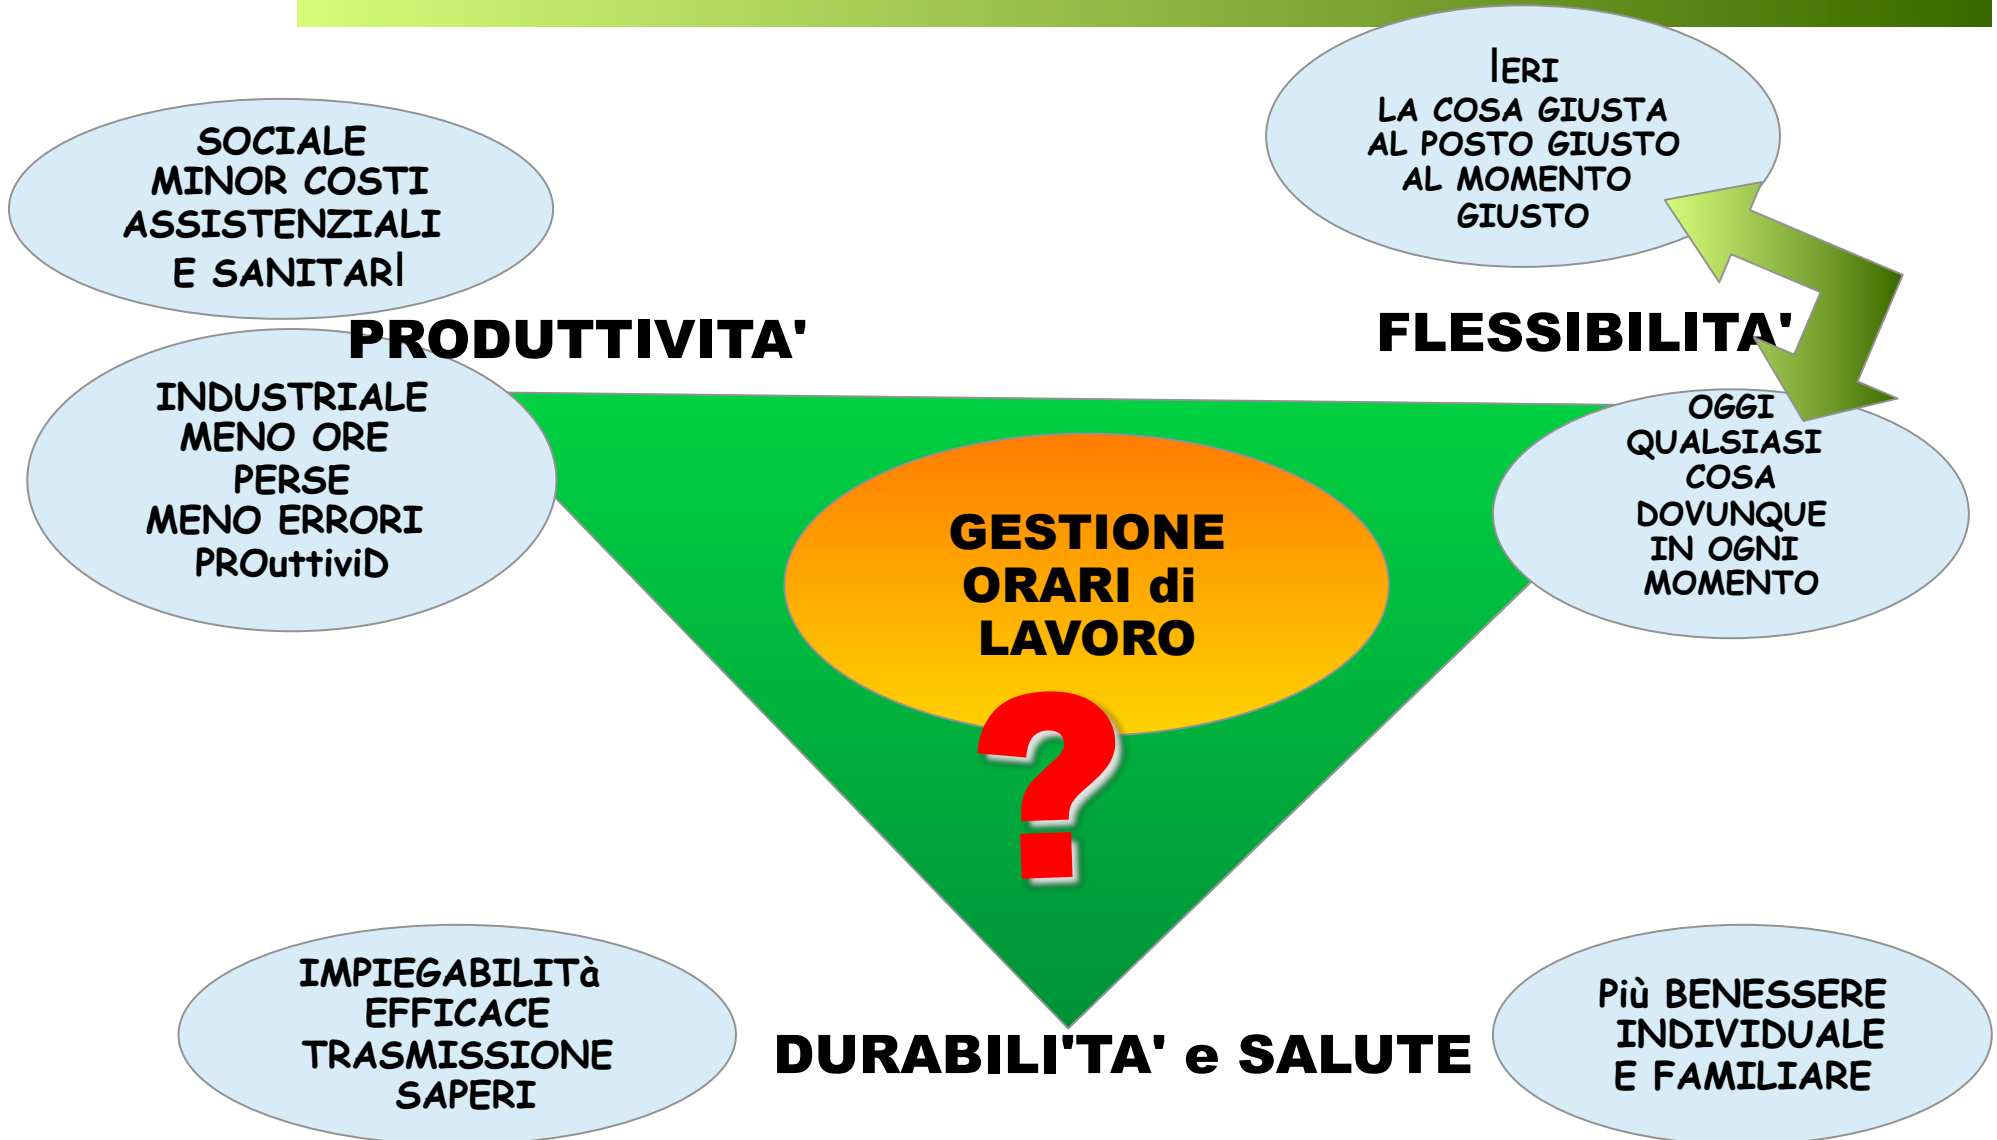 IERI
LA COSA GIUSTA
AL POSTO GIUSTO
AL MOMENTO
GIUSTO
SOCIALE
MINOR COSTI
ASSISTENZIALI
E SANITARI
PRODUTTIVITA'
FLESSIBILITA'
INDUSTRIALE
MENO ORE
PERSE
MENO ERRORI
PROuttiviD
OGGI
QUALSIASI
COSA
DOVUNQUE
IN OGNI
MOMENTO
GESTIONE
ORARI di
LAVORO
?
IMPIEGABILITà
EFFICACE
TRASMISSIONE
SAPERI
DURABILI'TA' e SALUTE
Più BENESSERE
INDIVIDUALE
E FAMILIARE